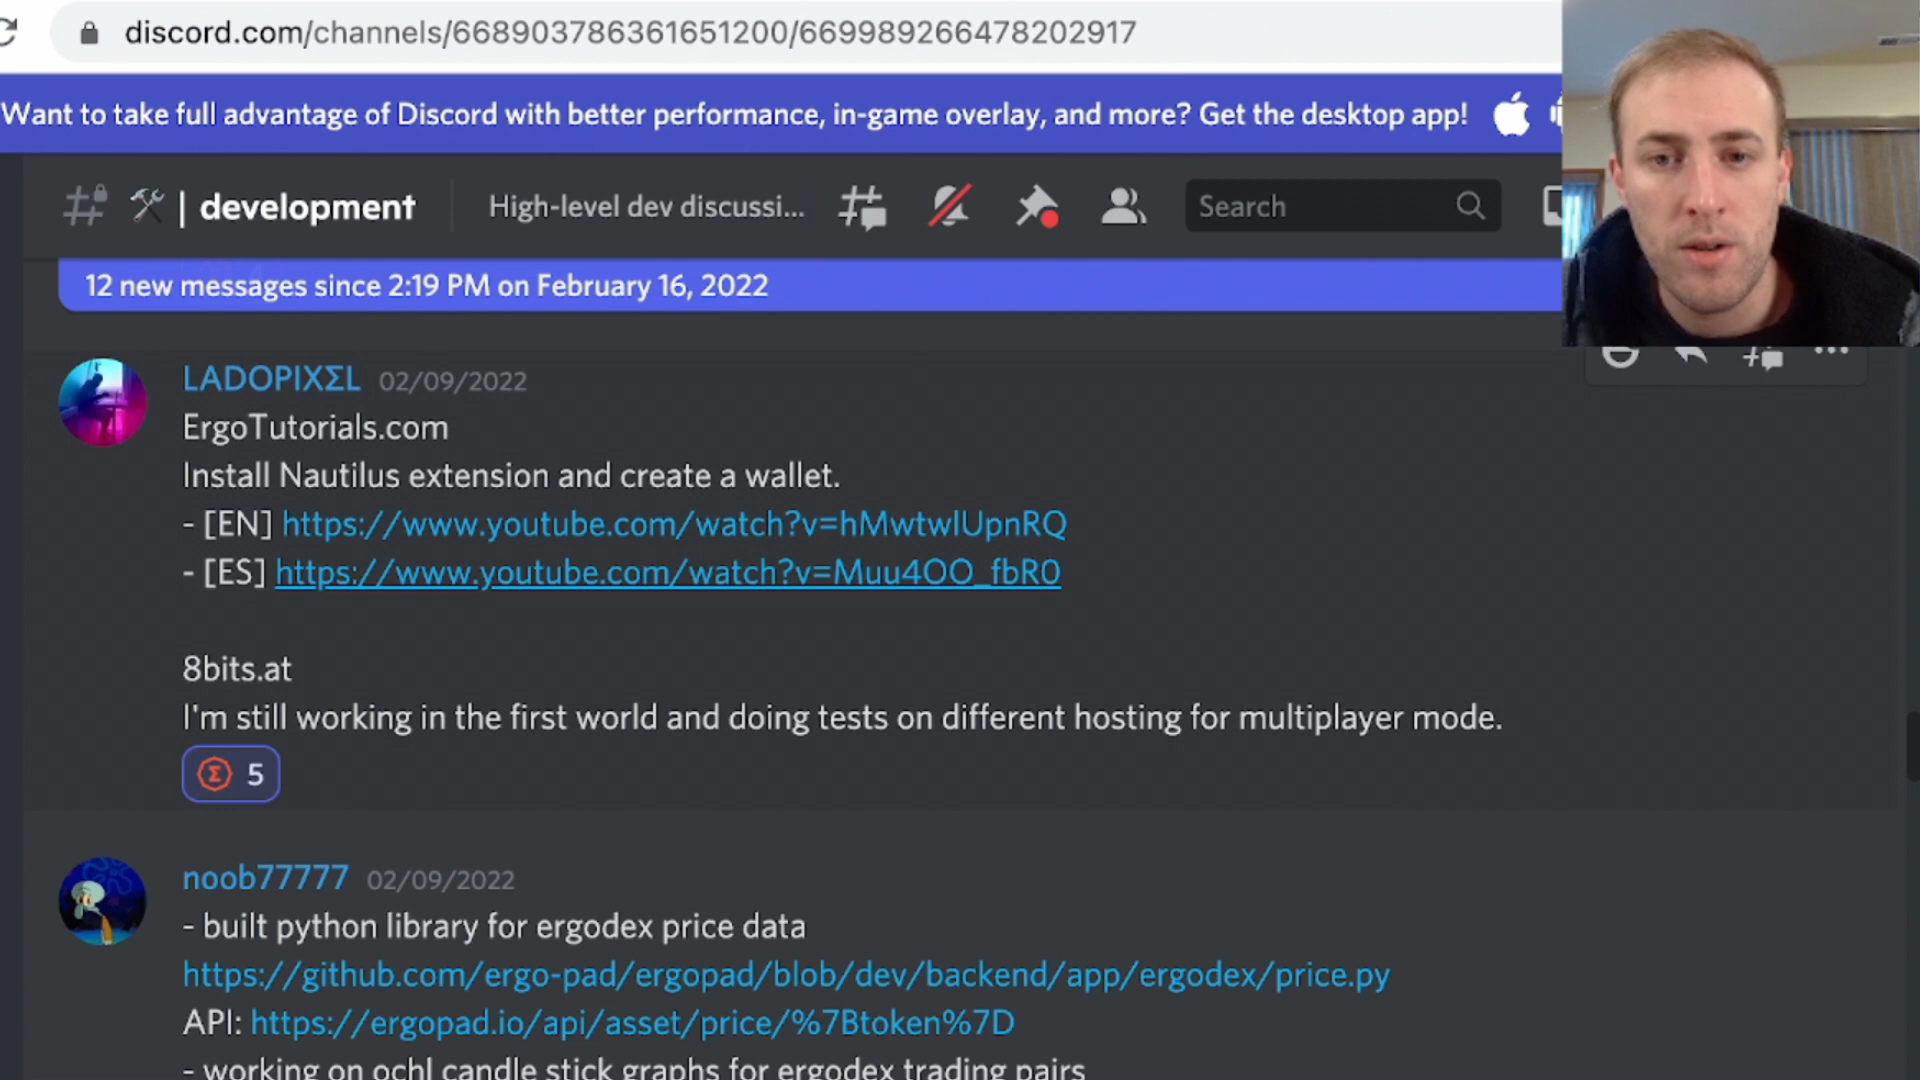 discord.com/channels/668903786361651200/669989266478202917
Want to take full advantage of Discord with better performance, in-game overlay, and more? Get the desktop app!
| development
High-level dev discussi...
Search
12 new messages since 2:19 PM on February 16, 2022
LADOPIXΣL 02/09/2022
ErgoTutorials.com
Install Nautilus extension and create a wallet.
- [EN] https://www.youtube.com/watch?v=hMwtwlUpnRQ
- [ES] https://www.youtube.com/watch?v=Muu4OO_fbR0
8bits.at
I'm still working in the first world and doing tests on different hosting for multiplayer mode.
Σ 5
noob77777 02/09/2022
- built python library for ergodex price data
https://github.com/ergo-pad/ergopad/blob/dev/backend/app/ergodex/price.py
API: https://ergopad.io/api/asset/price/%7Btoken%7D
- working on ochl candle stick graphs for ergodex trading pairs